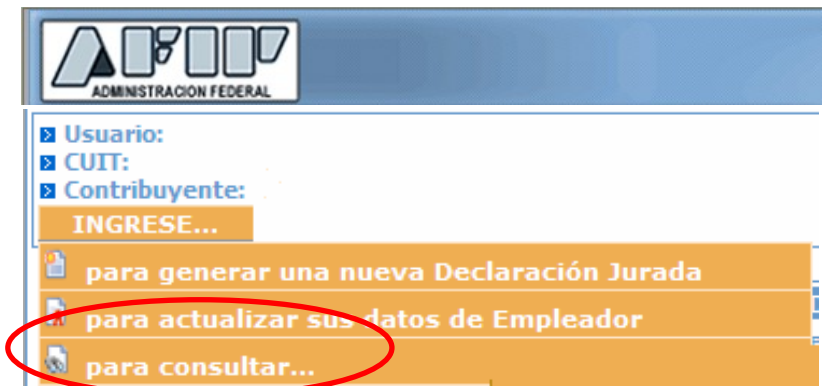 AFIP
ADMINISTRACION FEDERAL
Usuario:
CUIT:
Contribuyente:
INGRESE...
para generar una nueva Declaración Jurada
para actualizar sus datos de Empleador
para consultar...